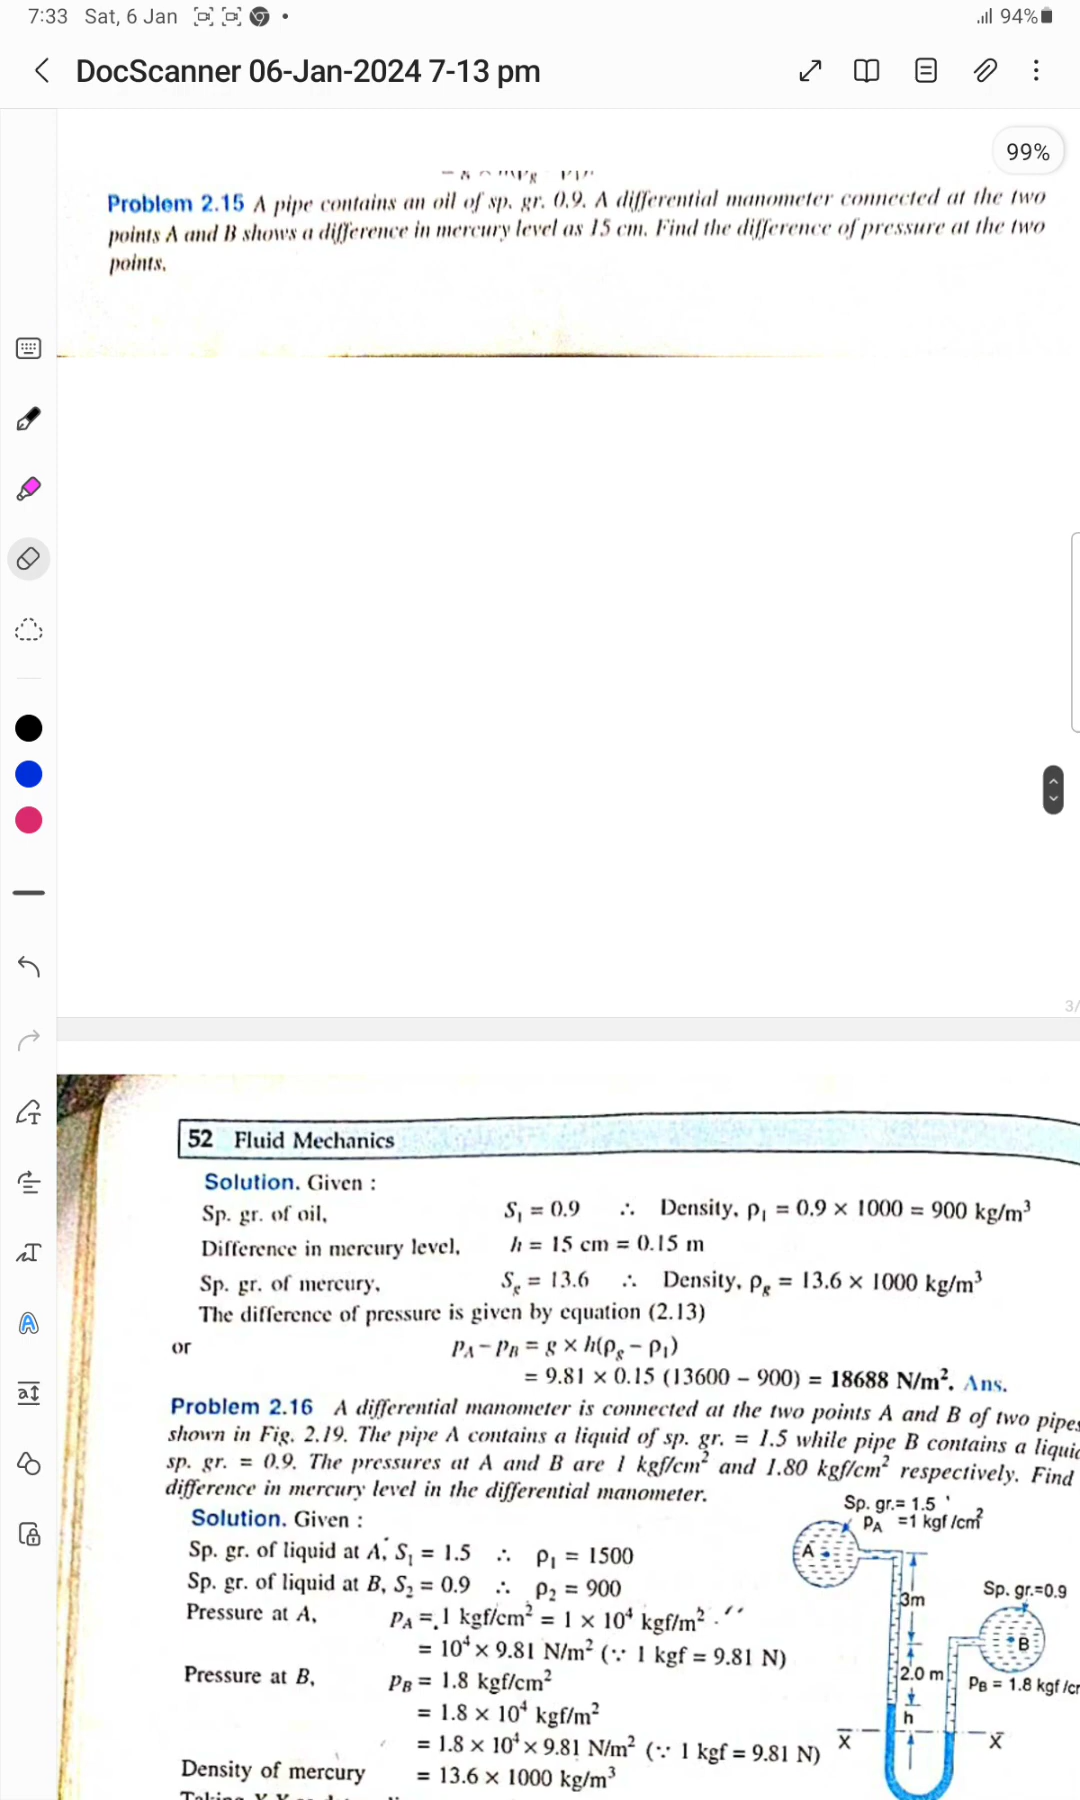 7:33 Sat, 6 Jan 94%
DocScanner 06-Jan-2024 7-13 pm
99%
Problem 2.15 A pipe contains an oil of sp. gr. 0.9. A differential manometer connected at the two
points A and B shows a difference in mercury level as 15 cm. Find the difference of pressure at the two
points.
3/
52 Fluid Mechanics
Solution. Given :
Sp. gr. of oil, S₁ = 0.9 ∴ Density, ρ₁ = 0.9 × 1000 = 900 kg/m³
Difference in mercury level, h = 15 cm = 0.15 m
Sp. gr. of mercury, S_g = 13.6 ∴ Density, ρ_g = 13.6 × 1000 kg/m³
The difference of pressure is given by equation (2.13)
or p_A – p_B = g × h(ρ_g – ρ₁)
= 9.81 × 0.15 (13600 – 900) = 18688 N/m². Ans.
Problem 2.16 A differential manometer is connected at the two points A and B of two pipes
shown in Fig. 2.19. The pipe A contains a liquid of sp. gr. = 1.5 while pipe B contains a
sp. gr. = 0.9. The pressures at A and B are 1 kgf/cm² and 1.80 kgf/cm² respectively. Find
difference in mercury level in the differential manometer.
Solution. Given :
Sp. gr. of liquid at A, S₁ = 1.5 ∴ ρ₁ = 1500
Sp. gr. of liquid at B, S₂ = 0.9 ∴ ρ₂ = 900
Pressure at A, p_A = 1 kgf/cm² = 1 × 10⁴ kgf/m²
= 10⁴ × 9.81 N/m² (∵ 1 kgf = 9.81 N)
Pressure at B, p_B = 1.8 kgf/cm²
= 1.8 × 10⁴ kgf/m²
= 1.8 × 10⁴ × 9.81 N/m² (∵ 1 kgf = 9.81 N)
Density of mercury = 13.6 × 1000 kg/m³
Sp. gr.= 1.5
P_A =1 kgf/cm²
A
3m
Sp. gr.=0.9
B
2.0 m
P_B = 1.8 kgf/cm
h
X X